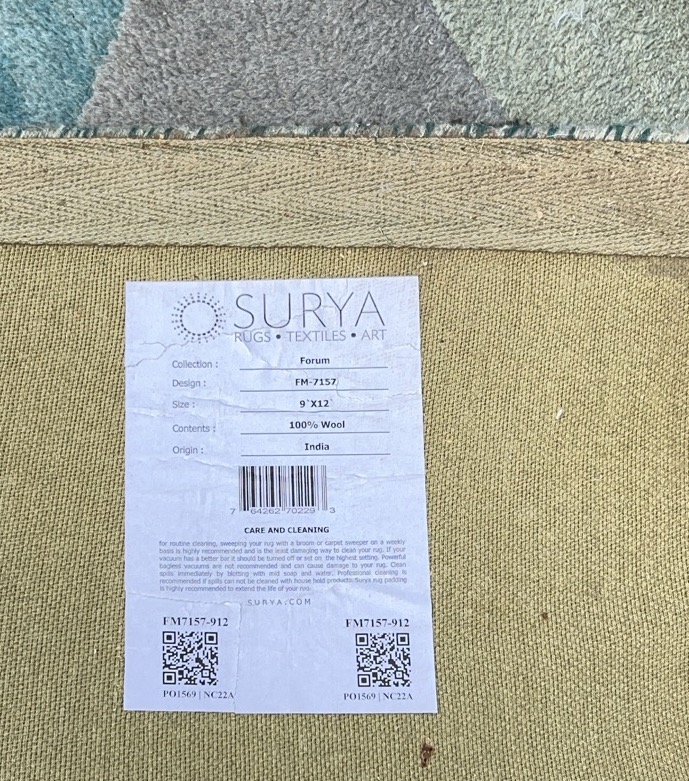 SURYA
RUGS • TEXTILES • ART
Collection : Forum
Design : FM-7157
Size : 9`X12`
Contents : 100% Wool
Origin : India
7 64262 70229 3
CARE AND CLEANING
for routine cleaning, sweeping your rug with a broom or carpet sweeper on a weekly
basis is highly recommended and is the least damaging way to clean your rug. If your
vacuum has a better bar it should be turned off or set on the highest setting. Powerful
bagless vacuums are not recommended and can cause damage to your rug. Clean
spills immediately by blotting with mid soap and water. Professional cleaning is
recommended if spills can not be cleaned with house hold products. rug padding
is highly recommended to extend the life of your rug.
SURYA.COM
FM7157-912 FM7157-912
PO1569 | NC22A PO1569 | NC22A